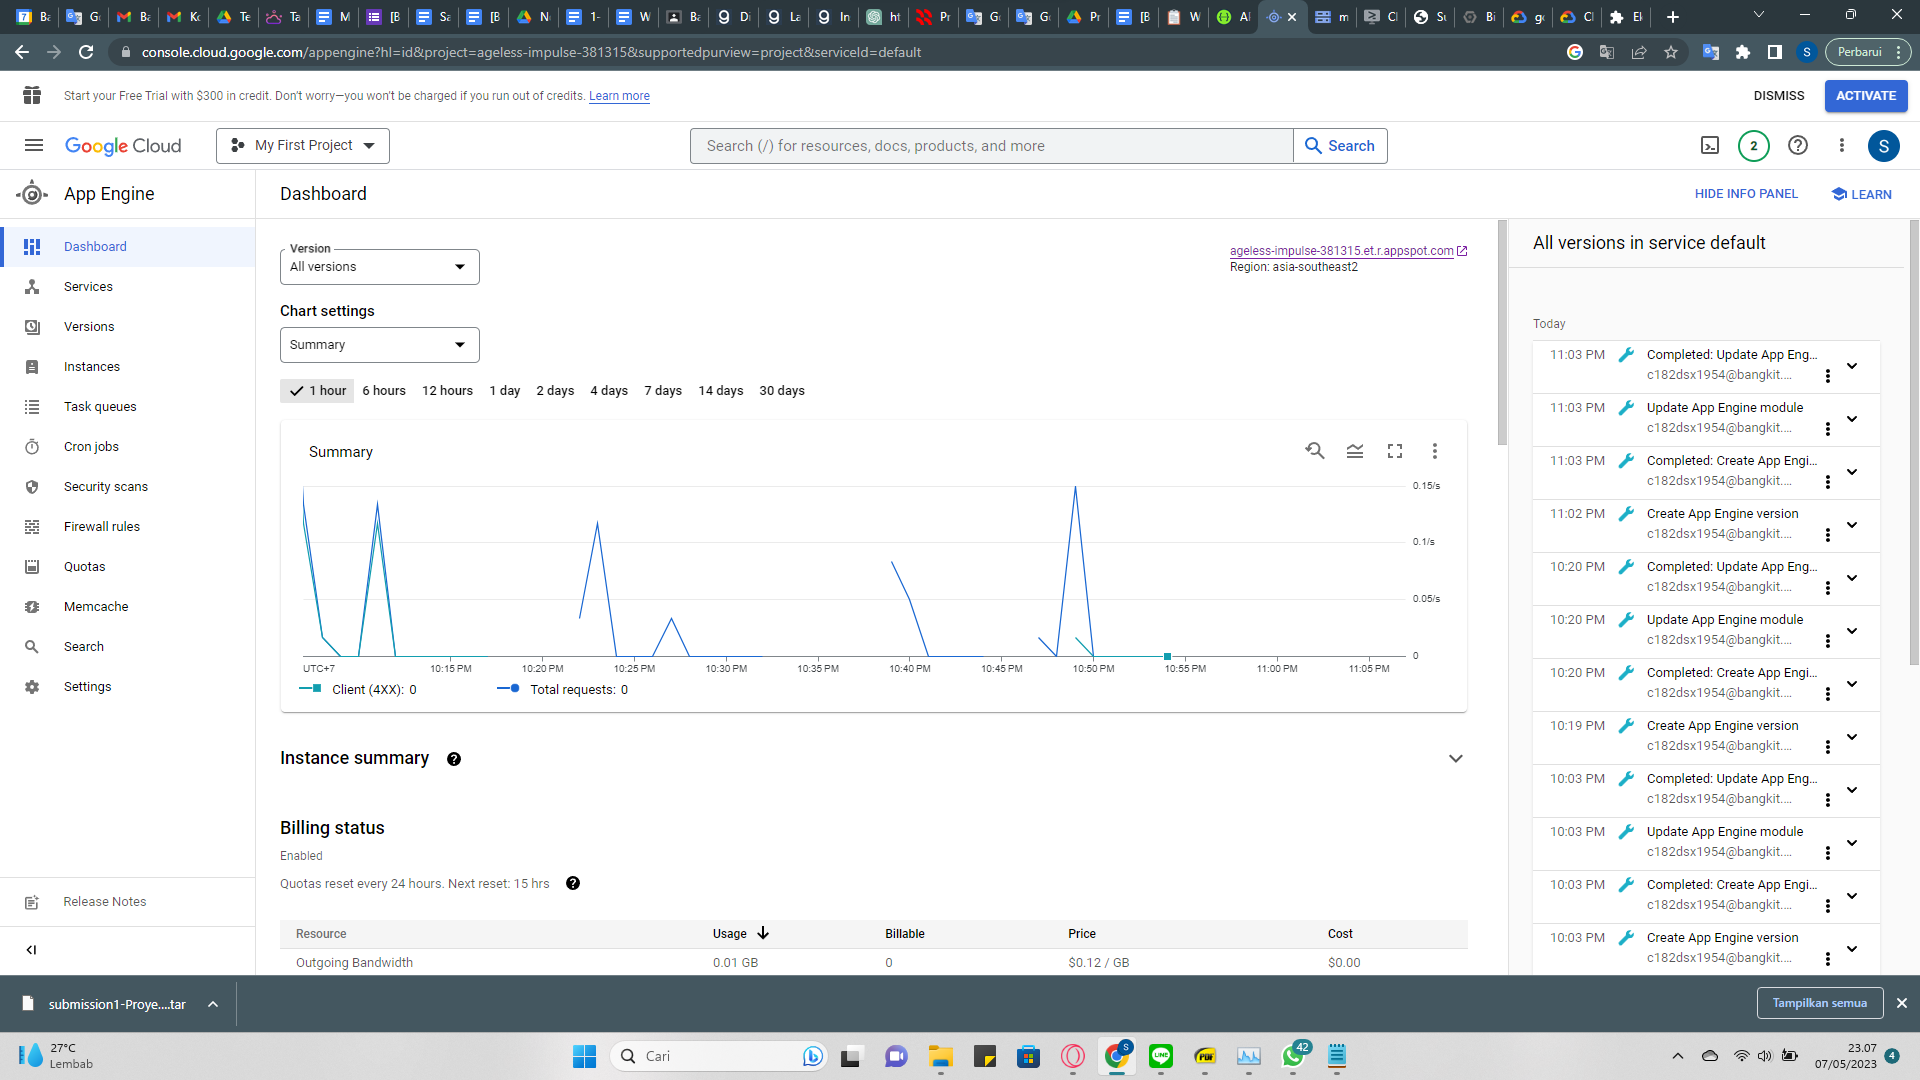 Ba
Go
Ba
Ko
Te
Ta
M
[B
Sa
[B
No
1-
W
Ba
Di
La
In
ht
Pr
Go
Go
Pr
[B
W
Al
m
Cl
Su
Bi
go
Cl
Ek
console.cloud.google.com/appengine?hl=id&project=ageless-impulse-381315&supportedpurview=project&serviceId=default
S
Perbarui
Start your Free Trial with $300 in credit. Don't worry—you won't be charged if you run out of credits. Learn more
DISMISS
ACTIVATE
Google Cloud
My First Project
Search (/) for resources, docs, products, and more
Search
2
S
App Engine
Dashboard
HIDE INFO PANEL
LEARN
Dashboard
Services
Versions
Instances
Task queues
Cron jobs
Security scans
Firewall rules
Quotas
Memcache
Search
Settings
Release Notes
Version
All versions
ageless-impulse-381315.et.r.appspot.com
Region: asia-southeast2
Chart settings
Summary
1 hour 6 hours 12 hours 1 day 2 days 4 days 7 days 14 days 30 days
Summary
0.15/s
0.1/s
0.05/s
0
UTC+7 10:15 PM 10:20 PM 10:25 PM 10:30 PM 10:35 PM 10:40 PM 10:45 PM 10:50 PM 10:55 PM 11:00 PM 11:05 PM
Client (4XX): 0 Total requests: 0
Instance summary
Billing status
Enabled
Quotas reset every 24 hours. Next reset: 15 hrs
Resource Usage Billable Price Cost
Outgoing Bandwidth 0.01 GB 0 $0.12 / GB $0.00
All versions in service default
Today
11:03 PM Completed: Update App Eng...
c182dsx1954@bangkit....
11:03 PM Update App Engine module
c182dsx1954@bangkit....
11:03 PM Completed: Create App Engi...
c182dsx1954@bangkit....
11:02 PM Create App Engine version
c182dsx1954@bangkit....
10:20 PM Completed: Update App Eng...
c182dsx1954@bangkit....
10:20 PM Update App Engine module
c182dsx1954@bangkit....
10:20 PM Completed: Create App Engi...
c182dsx1954@bangkit....
10:19 PM Create App Engine version
c182dsx1954@bangkit....
10:03 PM Completed: Update App Eng...
c182dsx1954@bangkit....
10:03 PM Update App Engine module
c182dsx1954@bangkit....
10:03 PM Completed: Create App Engi...
c182dsx1954@bangkit....
10:03 PM Create App Engine version
c182dsx1954@bangkit....
submission1-Proye....tar
Tampilkan semua
27°C
Lembab
Cari
S
PDF
LINE
42
23.07
07/05/2023
4